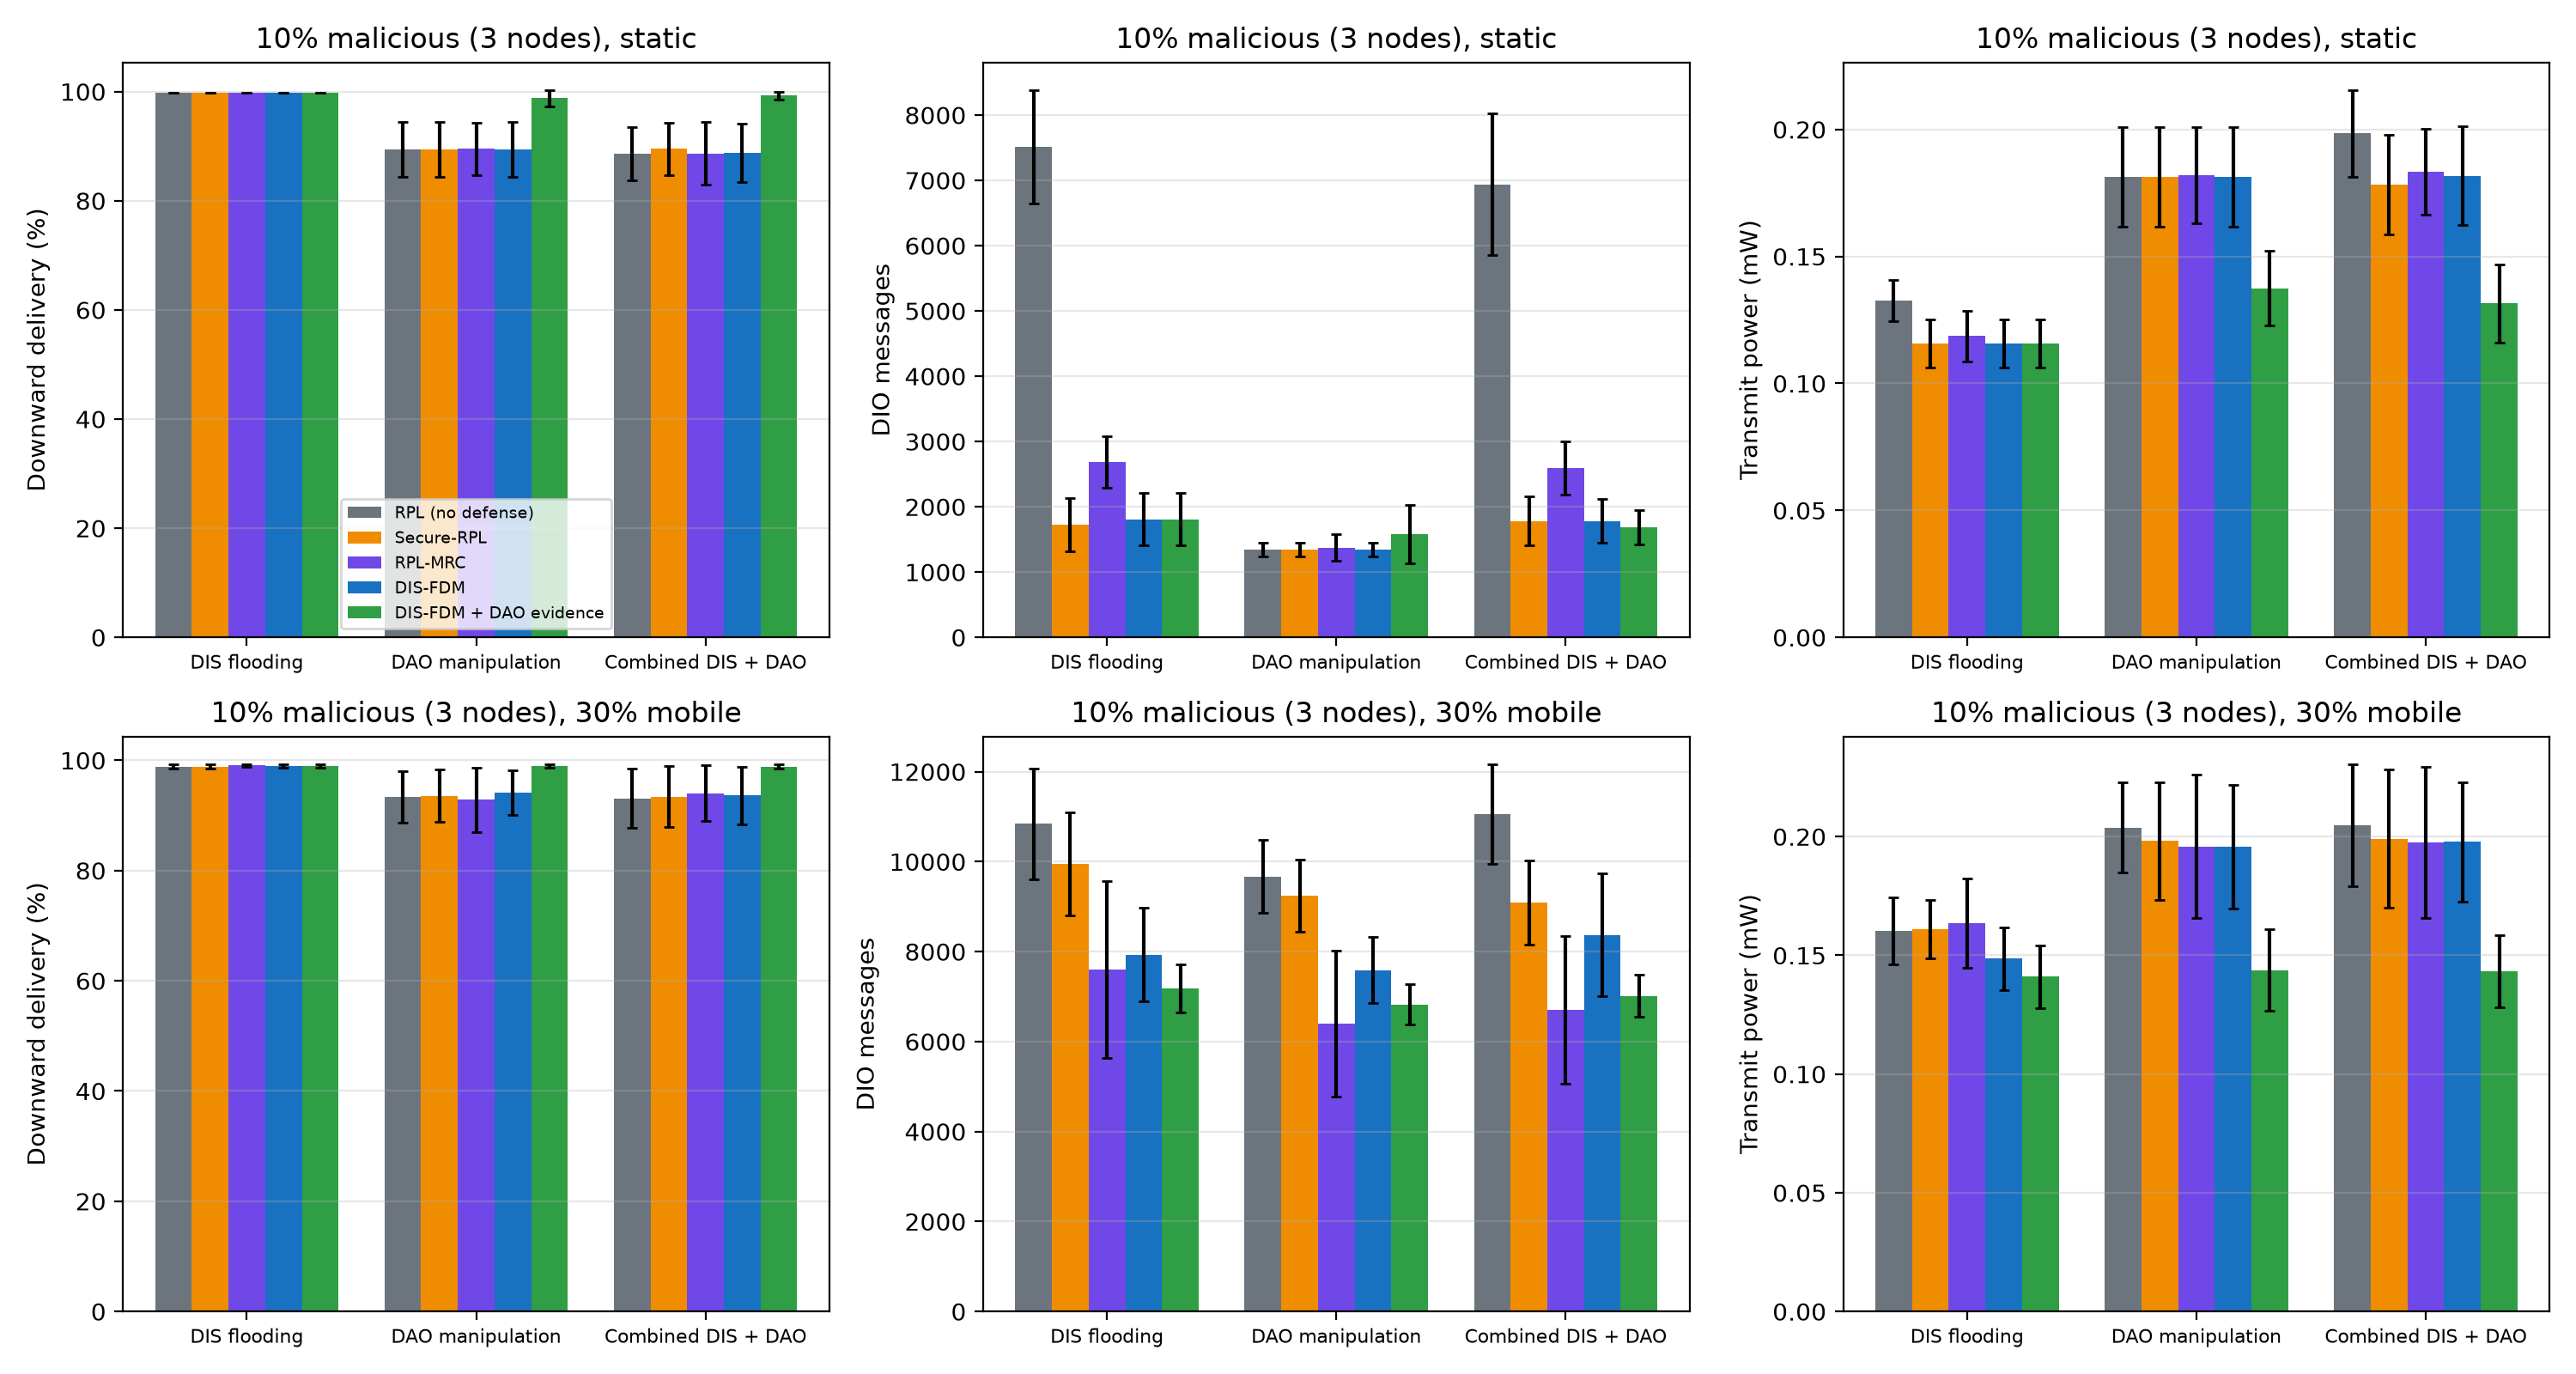 10% malicious (3 nodes), static
Downward delivery (%)
100
80
60
40
20
0
RPL (no defense)
Secure-RPL
RPL-MRC
DIS-FDM
DIS-FDM + DAO evidence
DIS flooding
DAO manipulation
Combined DIS + DAO
10% malicious (3 nodes), static
DIO messages
8000
7000
6000
5000
4000
3000
2000
1000
0
DIS flooding
DAO manipulation
Combined DIS + DAO
10% malicious (3 nodes), static
Transmit power (mW)
0.20
0.15
0.10
0.05
0.00
DIS flooding
DAO manipulation
Combined DIS + DAO
10% malicious (3 nodes), 30% mobile
Downward delivery (%)
100
80
60
40
20
0
DIS flooding
DAO manipulation
Combined DIS + DAO
10% malicious (3 nodes), 30% mobile
DIO messages
12000
10000
8000
6000
4000
2000
0
DIS flooding
DAO manipulation
Combined DIS + DAO
10% malicious (3 nodes), 30% mobile
Transmit power (mW)
0.20
0.15
0.10
0.05
0.00
DIS flooding
DAO manipulation
Combined DIS + DAO